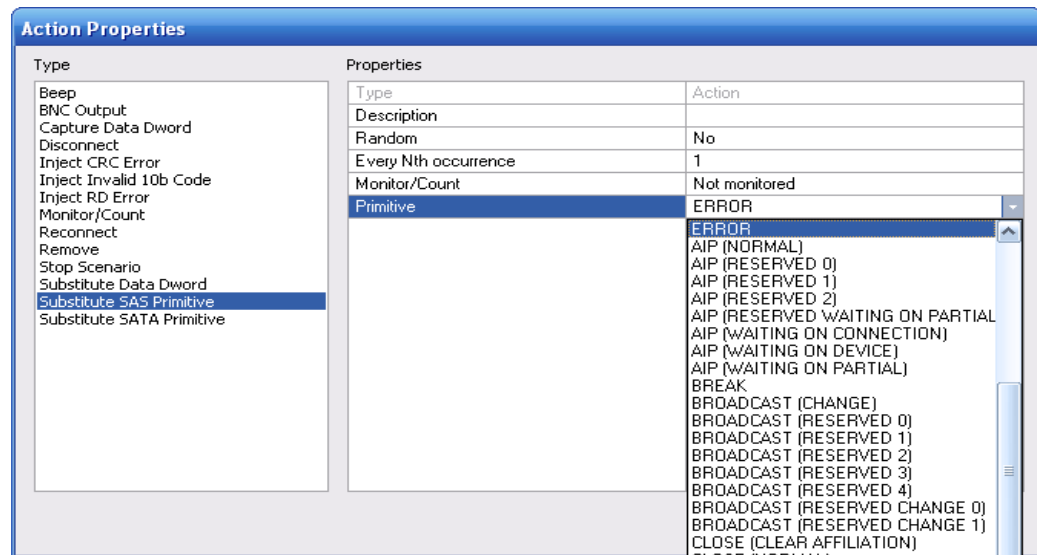 Action Properties
Type
Beep
BNC Output
Capture Data Dword
Disconnect
Inject CRC Error
Inject Invalid 10b Code
Inject RD Error
Monitor/Count
Reconnect
Remove
Stop Scenario
Substitute Data Dword
Substitute SAS Primitive
Substitute SATA Primitive
Properties
Type Action
Description
Random No
Every Nth occurrence 1
Monitor/Count Not monitored
Primitive ERROR
ERROR
AIP (NORMAL)
AIP (RESERVED 0)
AIP (RESERVED 1)
AIP (RESERVED 2)
AIP (RESERVED WAITING ON PARTIAL
AIP (WAITING ON CONNECTION)
AIP (WAITING ON DEVICE)
AIP (WAITING ON PARTIAL)
BREAK
BROADCAST (CHANGE)
BROADCAST (RESERVED 0)
BROADCAST (RESERVED 1)
BROADCAST (RESERVED 2)
BROADCAST (RESERVED 3)
BROADCAST (RESERVED 4)
BROADCAST (RESERVED CHANGE 0)
BROADCAST (RESERVED CHANGE 1)
CLOSE (CLEAR AFFILIATION)